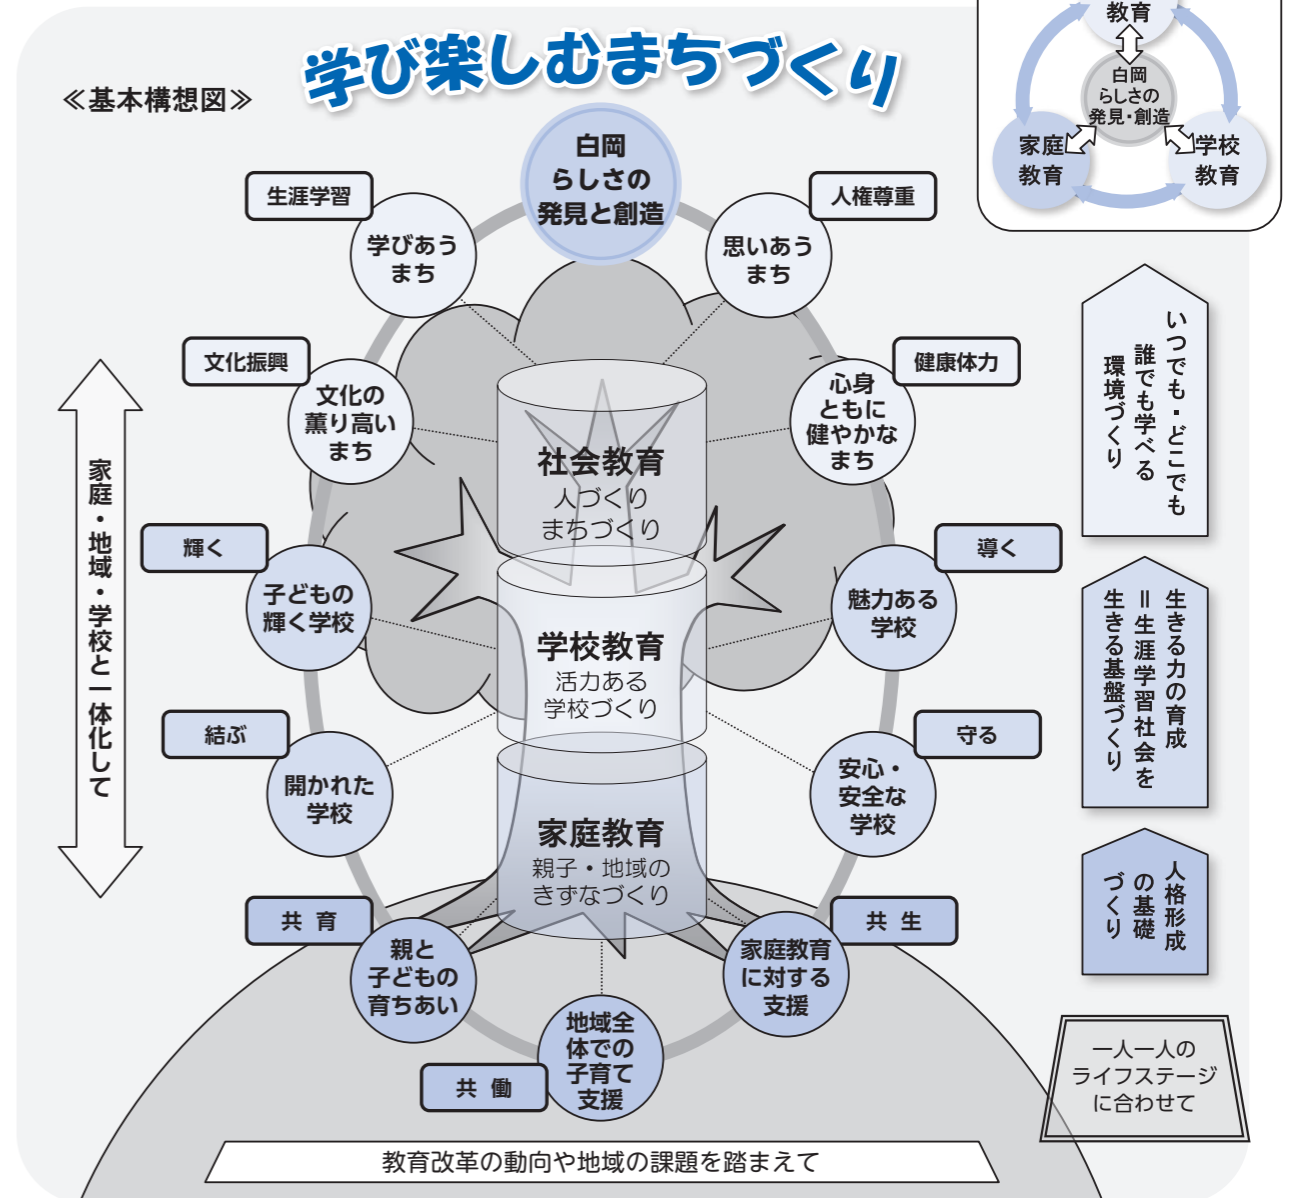 学び楽しむまちづくり
≪基本構想図≫
教育
白岡
らしさの
発見・創造
家庭
教育
学校
教育
白岡
らしさの
発見と創造
生涯学習
学びあう
まち
人権尊重
思いあう
まち
文化振興
文化の
薫り高い
まち
健康体力
心身
ともに
健やかな
まち
社会教育
人づくり
まちづくり
輝く
子どもの
輝く学校
導く
魅力ある
学校
学校教育
活力ある
学校づくり
結ぶ
開かれた
学校
守る
安心・
安全な
学校
家庭教育
親子・地域の
きずなづくり
共育
親と
子どもの
育ちあい
共生
家庭教育
に対する
支援
共働
地域全
体での
子育て
支援
家庭・地域・学校と一体化して
いつでも・どこでも
誰でも学べる
環境づくり
生きる力の育成
＝生涯学習社会を
生きる基盤づくり
人格形成
の基礎
づくり
一人一人の
ライフステージ
に合わせて
教育改革の動向や地域の課題を踏まえて